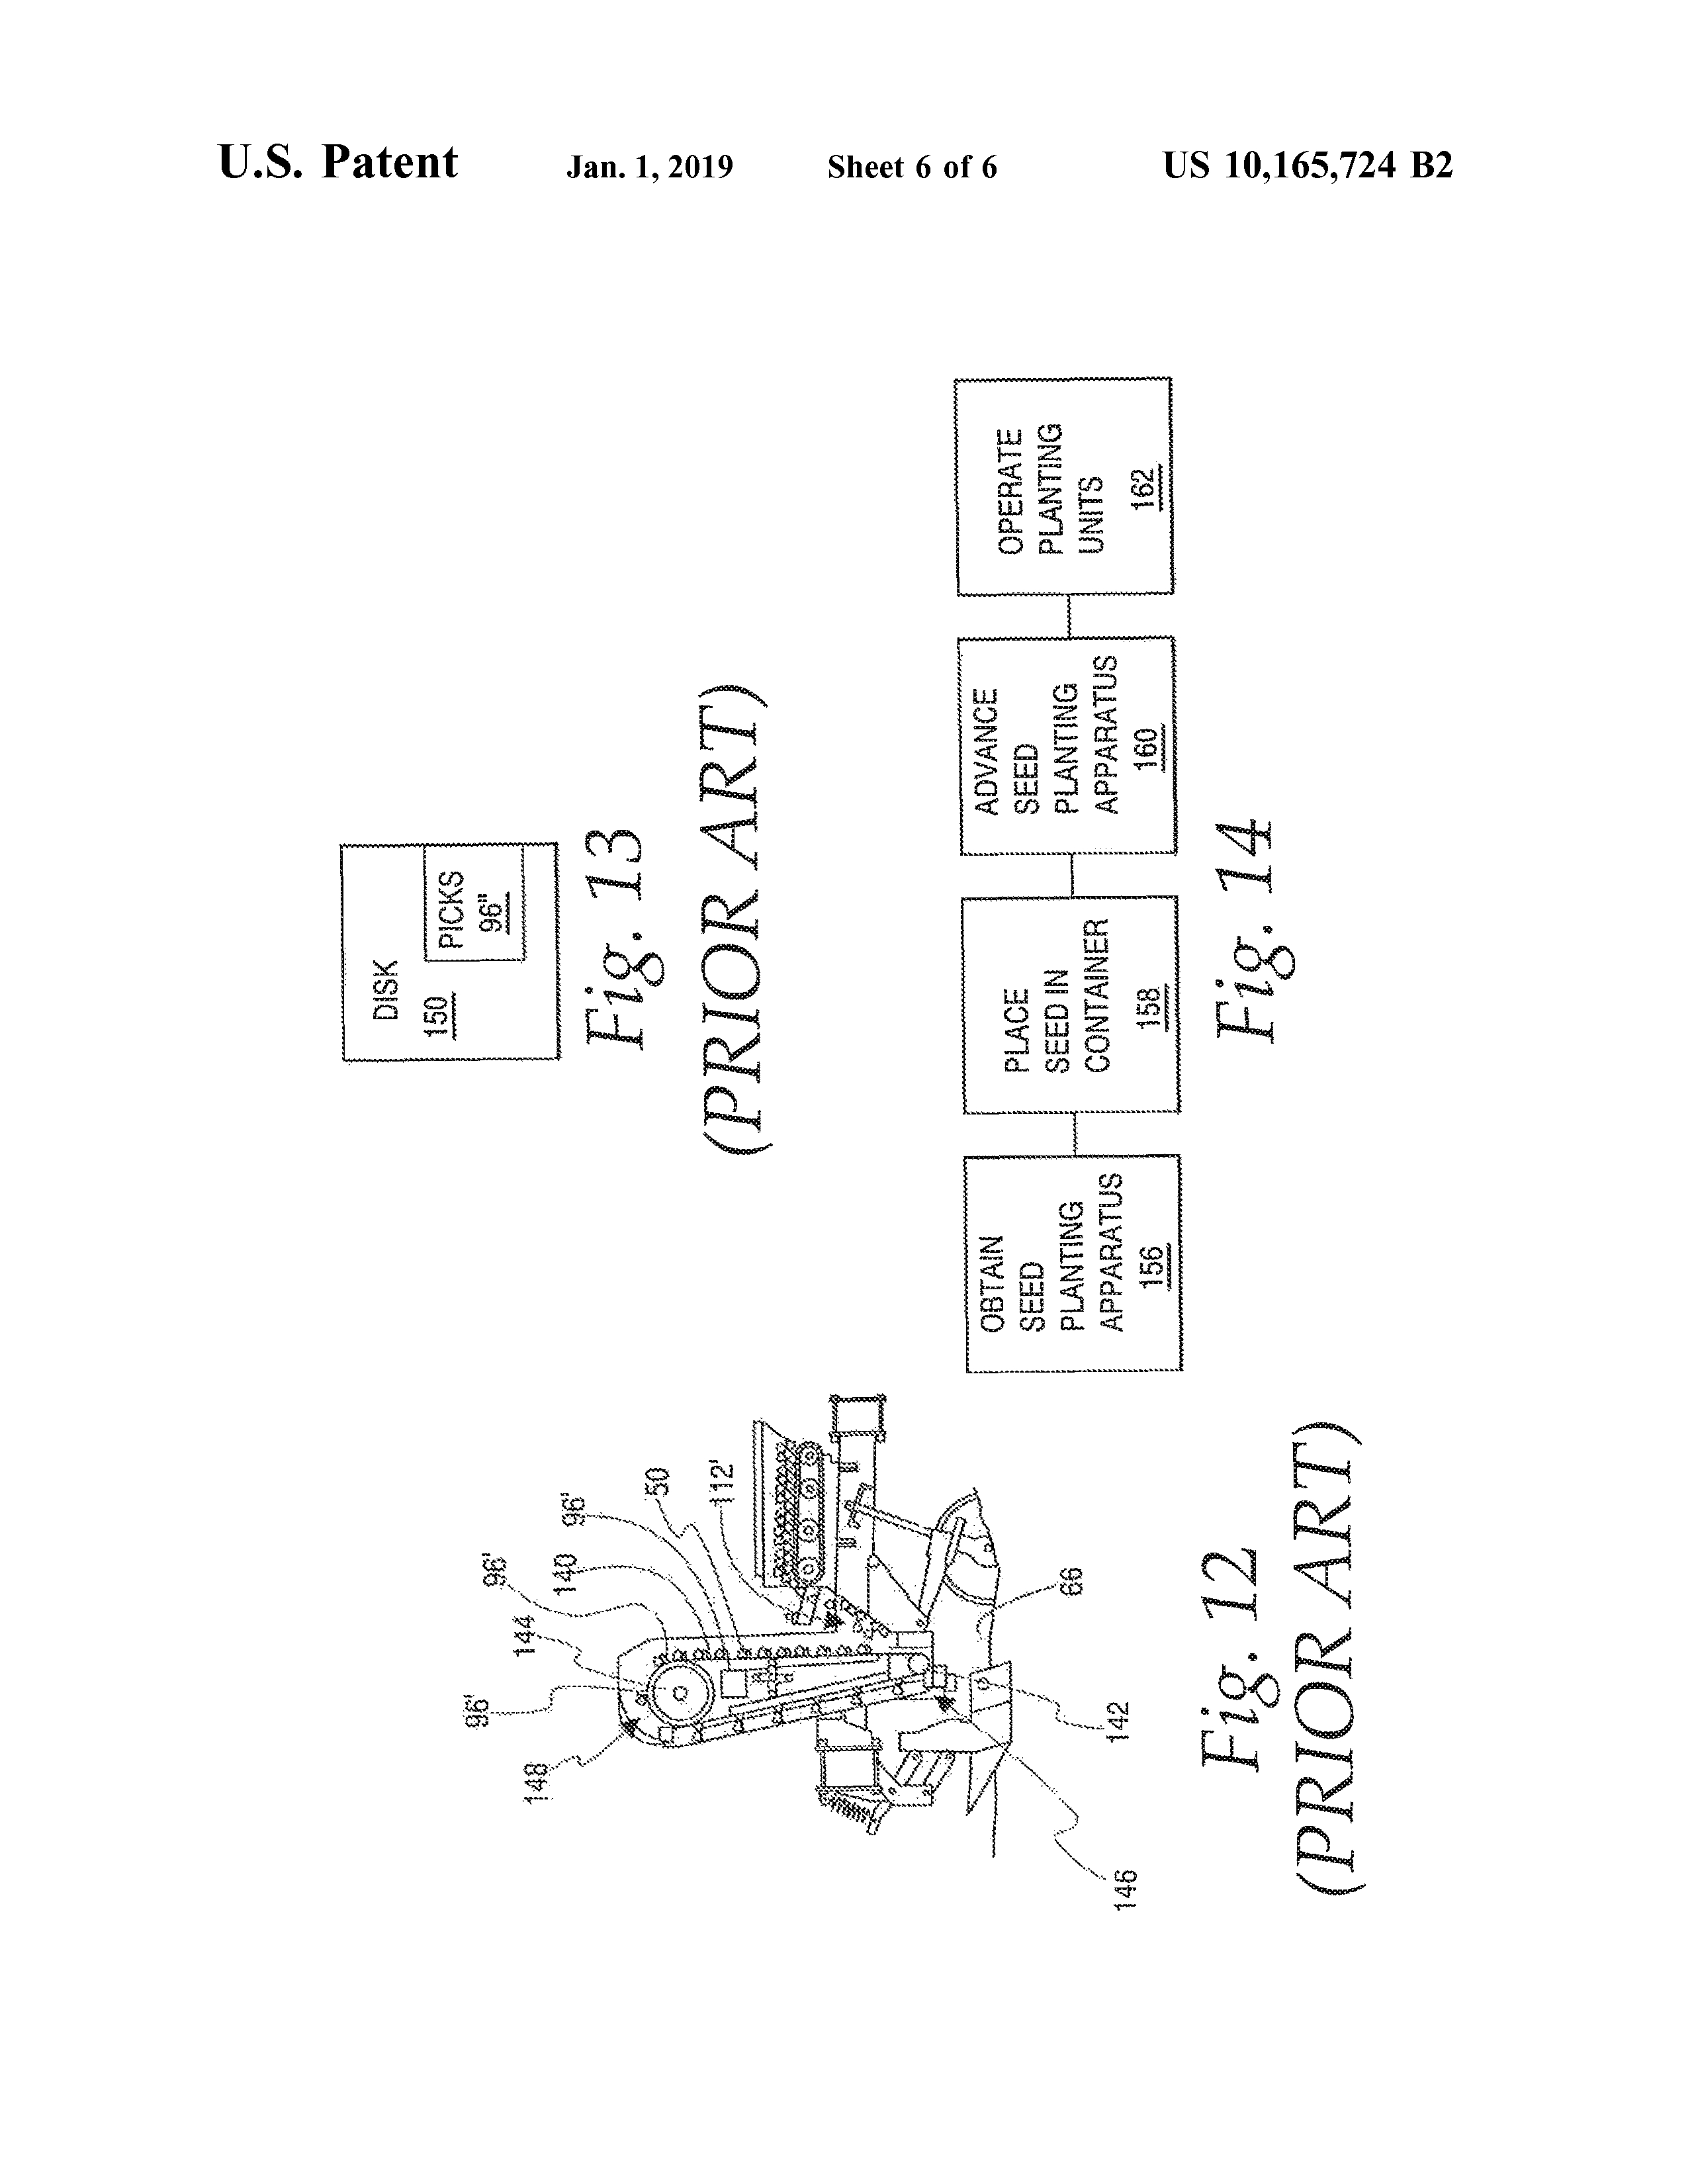 U.S. Patent Jan. 1, 2019 Sheet 6 of 6 US 10,165,724 B2
DISK
150
PICKS
96"
Fig. 13
(PRIOR ART)
96'
144
96'
140
96'
50
112'
148
66
142
146
Fig. 12
(PRIOR ART)
OBTAIN
SEED
PLANTING
APPARATUS
156
PLACE
SEED IN
CONTAINER
158
ADVANCE
SEED
PLANTING
APPARATUS
160
OPERATE
PLANTING
UNITS
162
Fig. 14